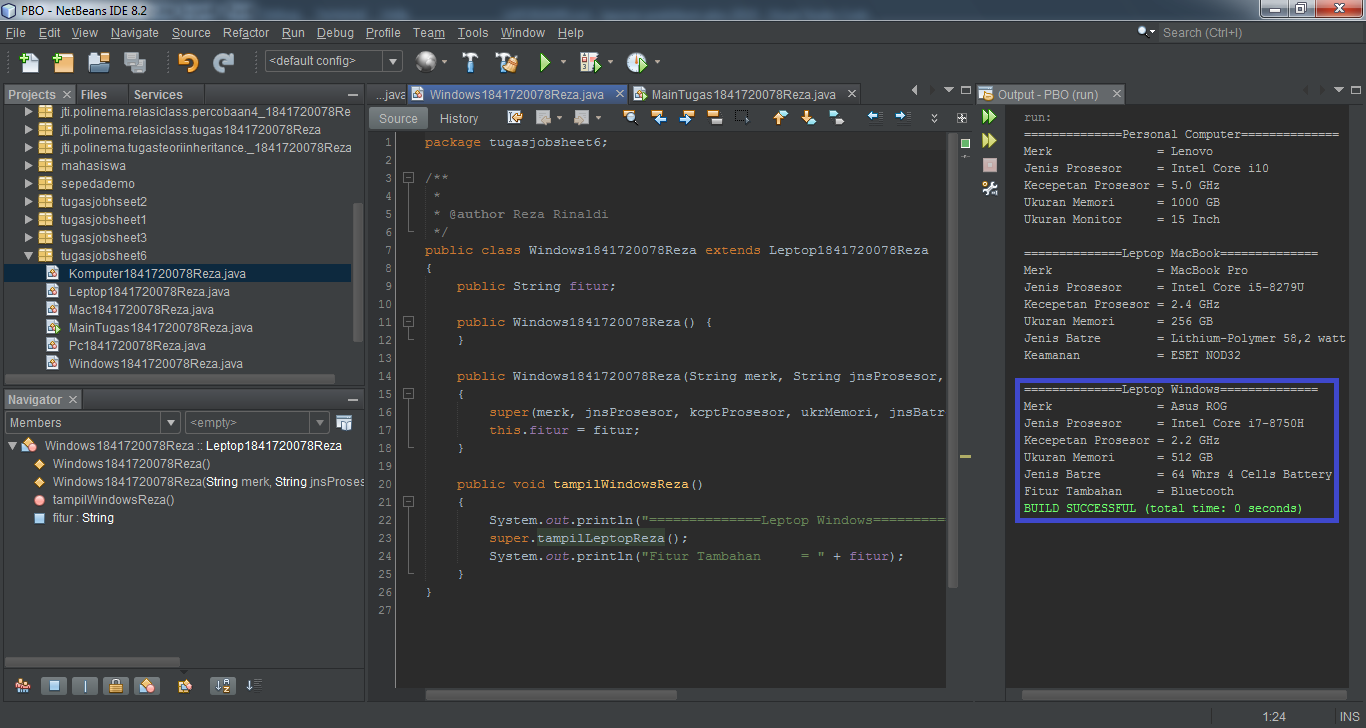 PBO - NetBeans IDE 8.2
File Edit View Navigate Source Refactor Run Debug Profile Team Tools Window Help
Search (Ctrl+I)
<default config>
Projects Files Services
jti.polinema.relasiclass.percobaan4_1841720078Re
jti.polinema.relasiclass.tugas1841720078Reza
jti.polinema.tugasteoriinheritance._1841720078Reza
mahasiswa
sepedademo
tugasjobhseet2
tugasjobsheet1
tugasjobsheet3
tugasjobsheet6
Komputer1841720078Reza.java
Leptop1841720078Reza.java
Mac1841720078Reza.java
MainTugas1841720078Reza.java
Pc1841720078Reza.java
Windows1841720078Reza.java
Navigator
Members <empty>
Windows1841720078Reza :: Leptop1841720078Reza
Windows1841720078Reza()
Windows1841720078Reza(String merk, String jnsProses
tampilWindowsReza()
fitur : String
...java Windows1841720078Reza.java MainTugas1841720078Reza.java
Source History
1 package tugasjobsheet6;
2
3 /**
4 *
5 * @author Reza Rinaldi
6 */
7 public class Windows1841720078Reza extends Leptop1841720078Reza
8 {
9 public String fitur;
10
11 public Windows1841720078Reza() {
12 }
13
14 public Windows1841720078Reza(String merk, String jnsProsesor,
15 {
16 super(merk, jnsProsesor, kcptProsesor, ukrMemori, jnsBatr
17 this.fitur = fitur;
18 }
19
20 public void tampilWindowsReza()
21 {
22 System.out.println("==============Leptop Windows=========
23 super.tampilLeptopReza();
24 System.out.println("Fitur Tambahan     = " + fitur);
25 }
26 }
27
Output - PBO (run)
run:
==============Personal Computer==============
Merk = Lenovo
Jenis Prosesor = Intel Core i10
Kecepetan Prosesor = 5.0 GHz
Ukuran Memori = 1000 GB
Ukuran Monitor = 15 Inch
==============Leptop MacBook==============
Merk = MacBook Pro
Jenis Prosesor = Intel Core i5-8279U
Kecepetan Prosesor = 2.4 GHz
Ukuran Memori = 256 GB
Jenis Batre = Lithium-Polymer 58,2 watt
Keamanan = ESET NOD32
==============Leptop Windows==============
Merk = Asus ROG
Jenis Prosesor = Intel Core i7-8750H
Kecepetan Prosesor = 2.2 GHz
Ukuran Memori = 512 GB
Jenis Batre = 64 Whrs 4 Cells Battery
Fitur Tambahan = Bluetooth
BUILD SUCCESSFUL (total time: 0 seconds)
1:24 INS